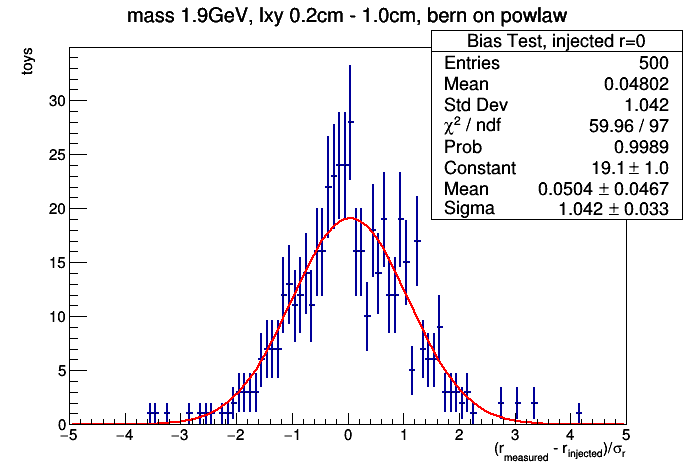 mass 1.9GeV, lxy 0.2cm - 1.0cm, bern on powlaw
Bias Test, injected r=0
Entries 500
Mean 0.04802
Std Dev 1.042
χ² / ndf 59.96 / 97
Prob 0.9989
Constant 19.1 ± 1.0
Mean 0.0504 ± 0.0467
Sigma 1.042 ± 0.033
toys
30
25
20
15
10
5
0
−5 −4 −3 −2 −1 0 1 2 3 4 5
(r_measured - r_injected)/σ_r